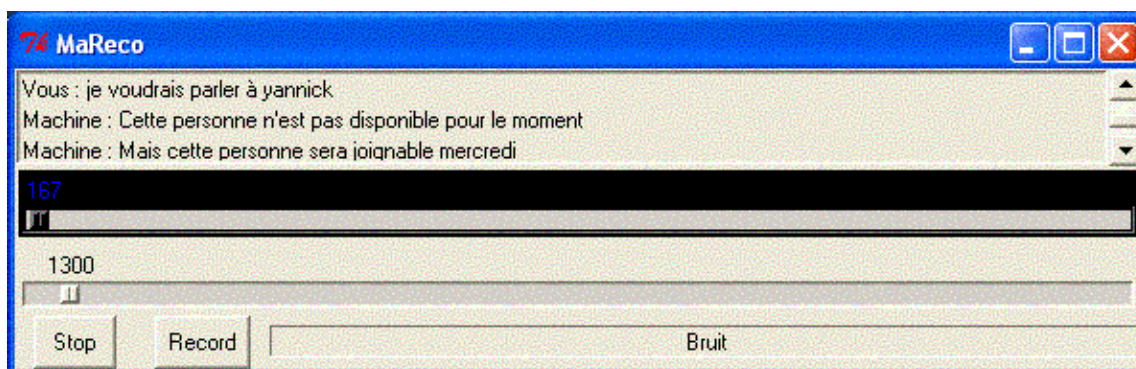 MaReco
Vous : je voudrais parler à yannick
Machine : Cette personne n'est pas disponible pour le moment
Machine : Mais cette personne sera joignable mercredi
167
1300
Stop Record Bruit